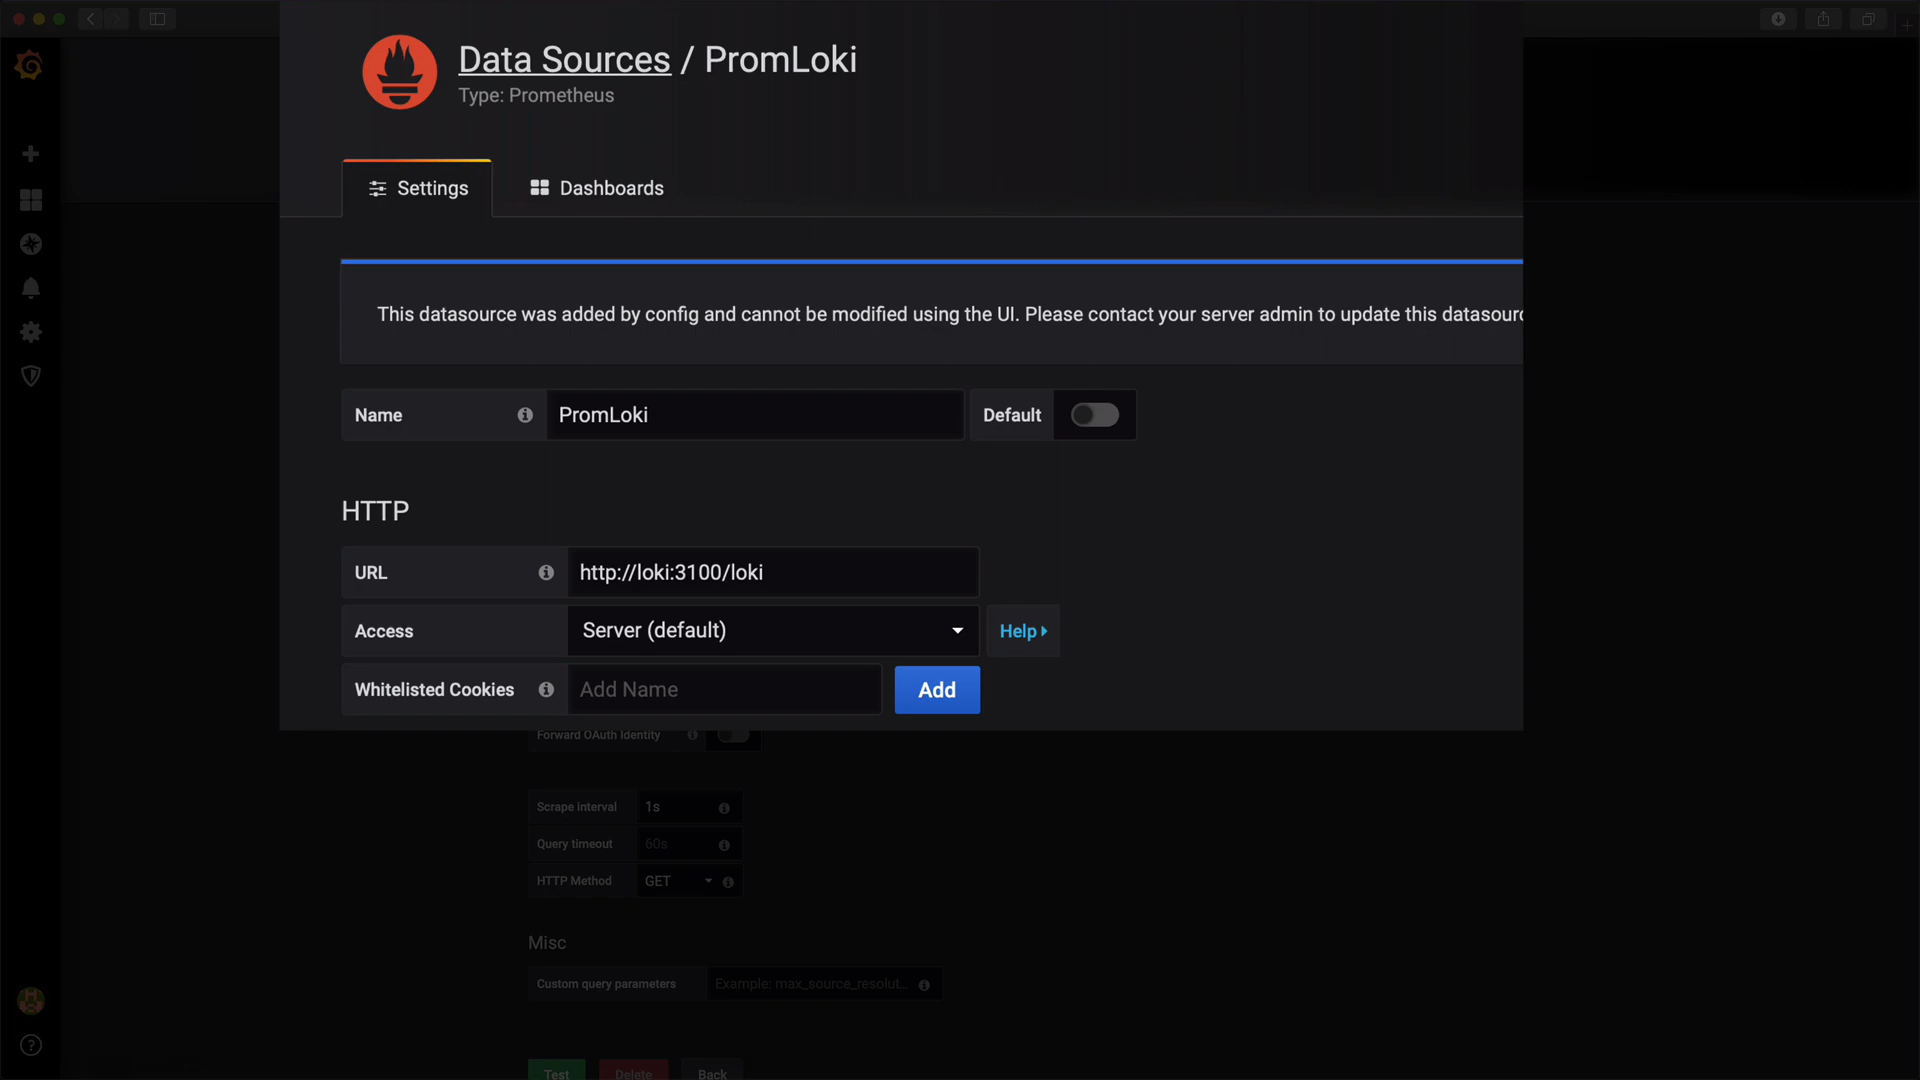 Data Sources / PromLoki
Type: Prometheus
Settings
Dashboards
This datasource was added by config and cannot be modified using the UI. Please contact your server admin to update this datasourc
Name
PromLoki
Default
HTTP
URL
http://loki:3100/loki
Access
Server (default)
Help
Whitelisted Cookies
Add Name
Add
Forward OAuth Identity
Scrape interval
1s
Query timeout
60s
HTTP Method
GET
Misc
Custom query parameters
Example: max_source_resolut...
Test
Delete
Back